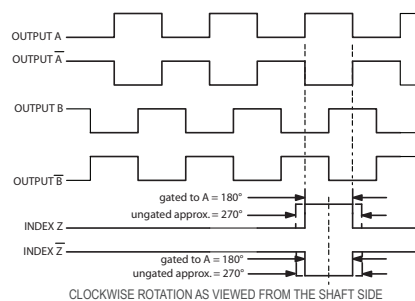 OUTPUT A
OUTPUT A̅
OUTPUT B
OUTPUT B̅
gated to A = 180°
ungated approx. = 270°
INDEX Z
INDEX Z̅
gated to A = 180°
ungated approx. = 270°
CLOCKWISE ROTATION AS VIEWED FROM THE SHAFT SIDE